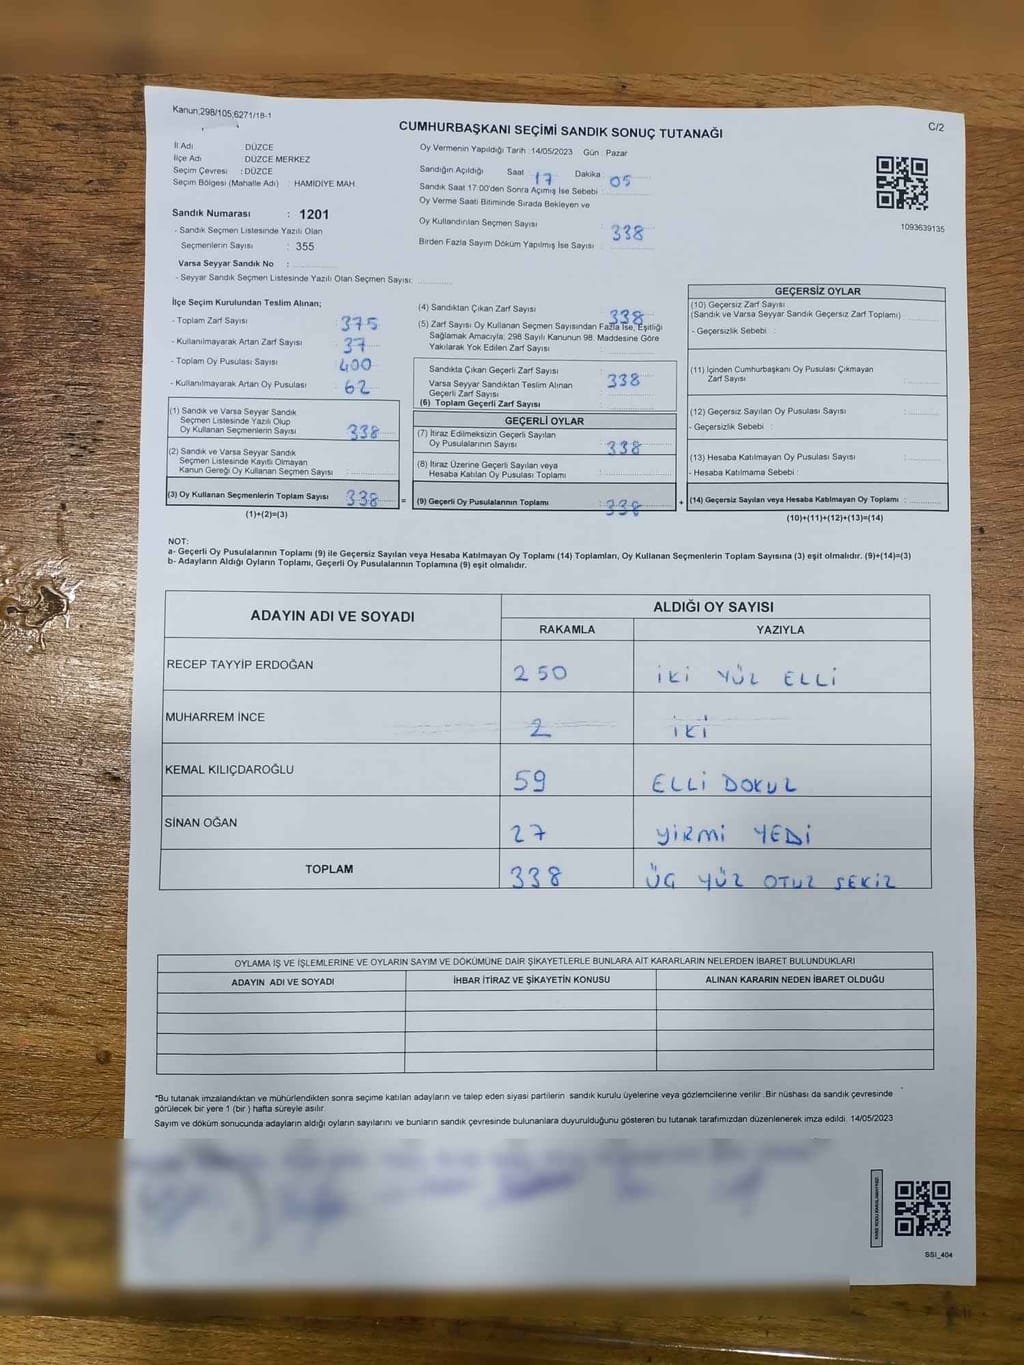 Kanun;298/105;6271/18-1
CUMHURBAŞKANI SEÇİMİ SANDIK SONUÇ TUTANAĞI
C/2
İl Adı DÜZCE
İlçe Adı DÜZCE MERKEZ
Seçim Çevresi : DÜZCE
Seçim Bölgesi (Mahalle Adı) : HAMİDİYE MAH.
Sandık Numarası : 1201
- Sandık Seçmen Listesinde Yazılı Olan
Seçmenlerin Sayısı : 355
Varsa Seyyar Sandık No :
- Seyyar Sandık Seçmen Listesinde Yazılı Olan Seçmen Sayısı:
Oy Vermenin Yapıldığı Tarih : 14/05/2023 Gün : Pazar
Sandığın Açıldığı Saat 17 Dakika 05
Sandık Saat 17:00'den Sonra Açımış İse Sebebi :
Oy Verme Saati Bitiminde Sırada Bekleyen ve
Oy Kullandırılan Seçmen Sayısı : 338
Birden Fazla Sayım Döküm Yapılmış İse Sayısı :
1093639135
İlçe Seçim Kurulundan Teslim Alınan;
- Toplam Zarf Sayısı : 375
- Kullanılmayarak Artan Zarf Sayısı : 37
- Toplam Oy Pusulası Sayısı : 400
- Kullanılmayarak Artan Oy Pusulası : 62
(1) Sandık ve Varsa Seyyar Sandık
Seçmen Listesinde Yazılı Olup
Oy Kullanan Seçmenlerin Sayısı : 338
(2) Sandık ve Varsa Seyyar Sandık
Seçmen Listesinde Kayıtlı Olmayan
Kanun Gereği Oy Kullanan Seçmen Sayısı :
(3) Oy Kullanan Seçmenlerin Toplam Sayısı : 338 =
(1)+(2)=(3)
(4) Sandıktan Çıkan Zarf Sayısı : 338
(5) Zarf Sayısı Oy Kullanan Seçmen Sayısından Fazla İse, Eşitliği
Sağlamak Amacıyla; 298 Sayılı Kanunun 98. Maddesine Göre
Yakılarak Yok Edilen Zarf Sayısı :
Sandıkta Çıkan Geçerli Zarf Sayısı : 338
Varsa Seyyar Sandıktan Teslim Alınan
Geçerli Zarf Sayısı :
(6) Toplam Geçerli Zarf Sayısı :
GEÇERLİ OYLAR
(7) İtiraz Edilmeksizin Geçerli Sayılan
Oy Pusulalarının Sayısı : 338
(8) İtiraz Üzerine Geçerli Sayılan veya
Hesaba Katılan Oy Pusulası Toplamı :
(9) Geçerli Oy Pusulalarının Toplamı : 338 +
GEÇERSİZ OYLAR
(10) Geçersiz Zarf Sayısı
(Sandık ve Varsa Seyyar Sandık Geçersiz Zarf Toplamı)
- Geçersizlik Sebebi :
(11) İçinden Cumhurbaşkanı Oy Pusulası Çıkmayan
Zarf Sayısı :
(12) Geçersiz Sayılan Oy Pusulası Sayısı :
- Geçersizlik Sebebi :
(13) Hesaba Katılmayan Oy Pusulası Sayısı :
- Hesaba Katılmama Sebebi :
(14) Geçersiz Sayılan veya Hesaba Katılmayan Oy Toplamı :
(10)+(11)+(12)+(13)=(14)
NOT:
a- Geçerli Oy Pusulalarının Toplamı (9) ile Geçersiz Sayılan veya Hesaba Katılmayan Oy Toplamı (14) Toplamları, Oy Kullanan Seçmenlerin Toplam Sayısına (3) eşit olmalıdır. (9)+(14)=(3)
b- Adayların Aldığı Oyların Toplamı, Geçerli Oy Pusulalarının Toplamına (9) eşit olmalıdır.
ADAYIN ADI VE SOYADI ALDIĞI OY SAYISI
RAKAMLA YAZIYLA
RECEP TAYYİP ERDOĞAN 250 İKİ YÜZ ELLİ
MUHARREM İNCE 2 İKİ
KEMAL KILIÇDAROĞLU 59 ELLİ DOKUZ
SİNAN OĞAN 27 YİRMİ YEDİ
TOPLAM 338 ÜÇ YÜZ OTUZ SEKİZ
OYLAMA İŞ VE İŞLEMLERİNE VE OYLARIN SAYIM VE DÖKÜMÜNE DAİR ŞİKAYETLERLE BUNLARA AİT KARARLARIN NELERDEN İBARET BULUNDUKLARI
ADAYIN ADI VE SOYADI İHBAR İTİRAZ VE ŞİKAYETİN KONUSU ALINAN KARARIN NEDEN İBARET OLDUĞU
*Bu tutanak imzalandıktan ve mühürlendikten sonra seçime katılan adayların ve talep eden siyasi partilerin sandık kurulu üyelerine veya gözlemcilerine verilir .Bir nüshası da sandık çevresinde
görülecek bir yere 1 (bir ) hafta süreyle asılır.
Sayım ve döküm sonucunda adayların aldığı oyların sayılarını ve bunların sandık çevresinde bulunanlara duyurulduğunu gösteren bu tutanak tarafımızdan düzenlenerek imza edildi. 14/05/2023
SSI_404